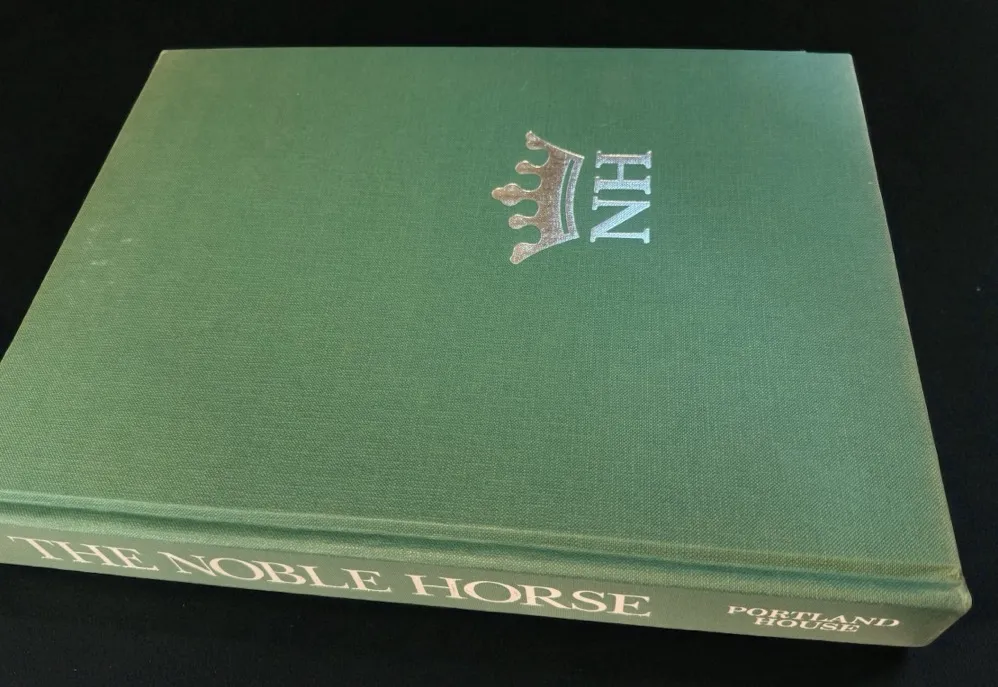 NH
THE NOBLE HORSE
PORTLAND
HOUSE